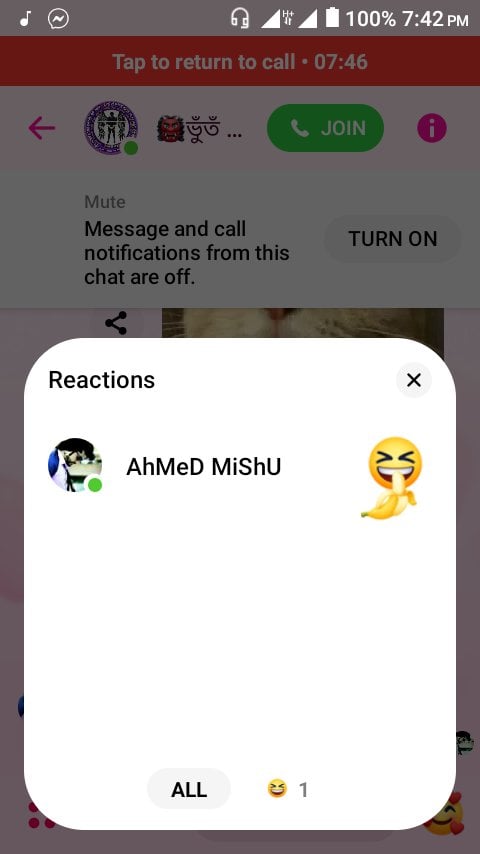 100% 7:42 PM
Tap to return to call • 07:46
👹ভুঁতঁ ...
JOIN
Mute
Message and call
notifications from this
chat are off.
TURN ON
Reactions
AhMeD MiShU
ALL
😆 1